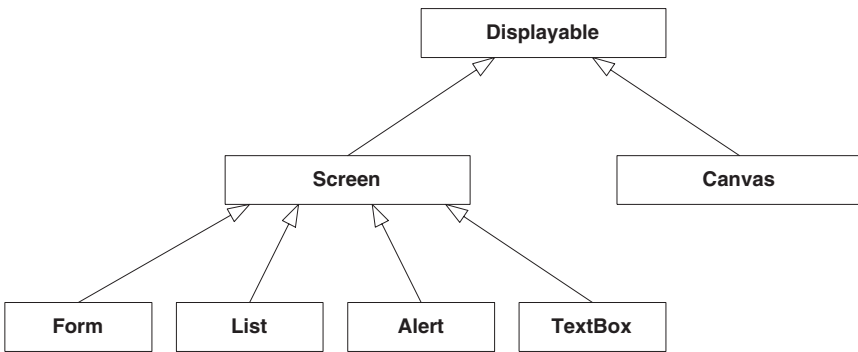 Displayable
Screen
Canvas
Form
List
Alert
TextBox